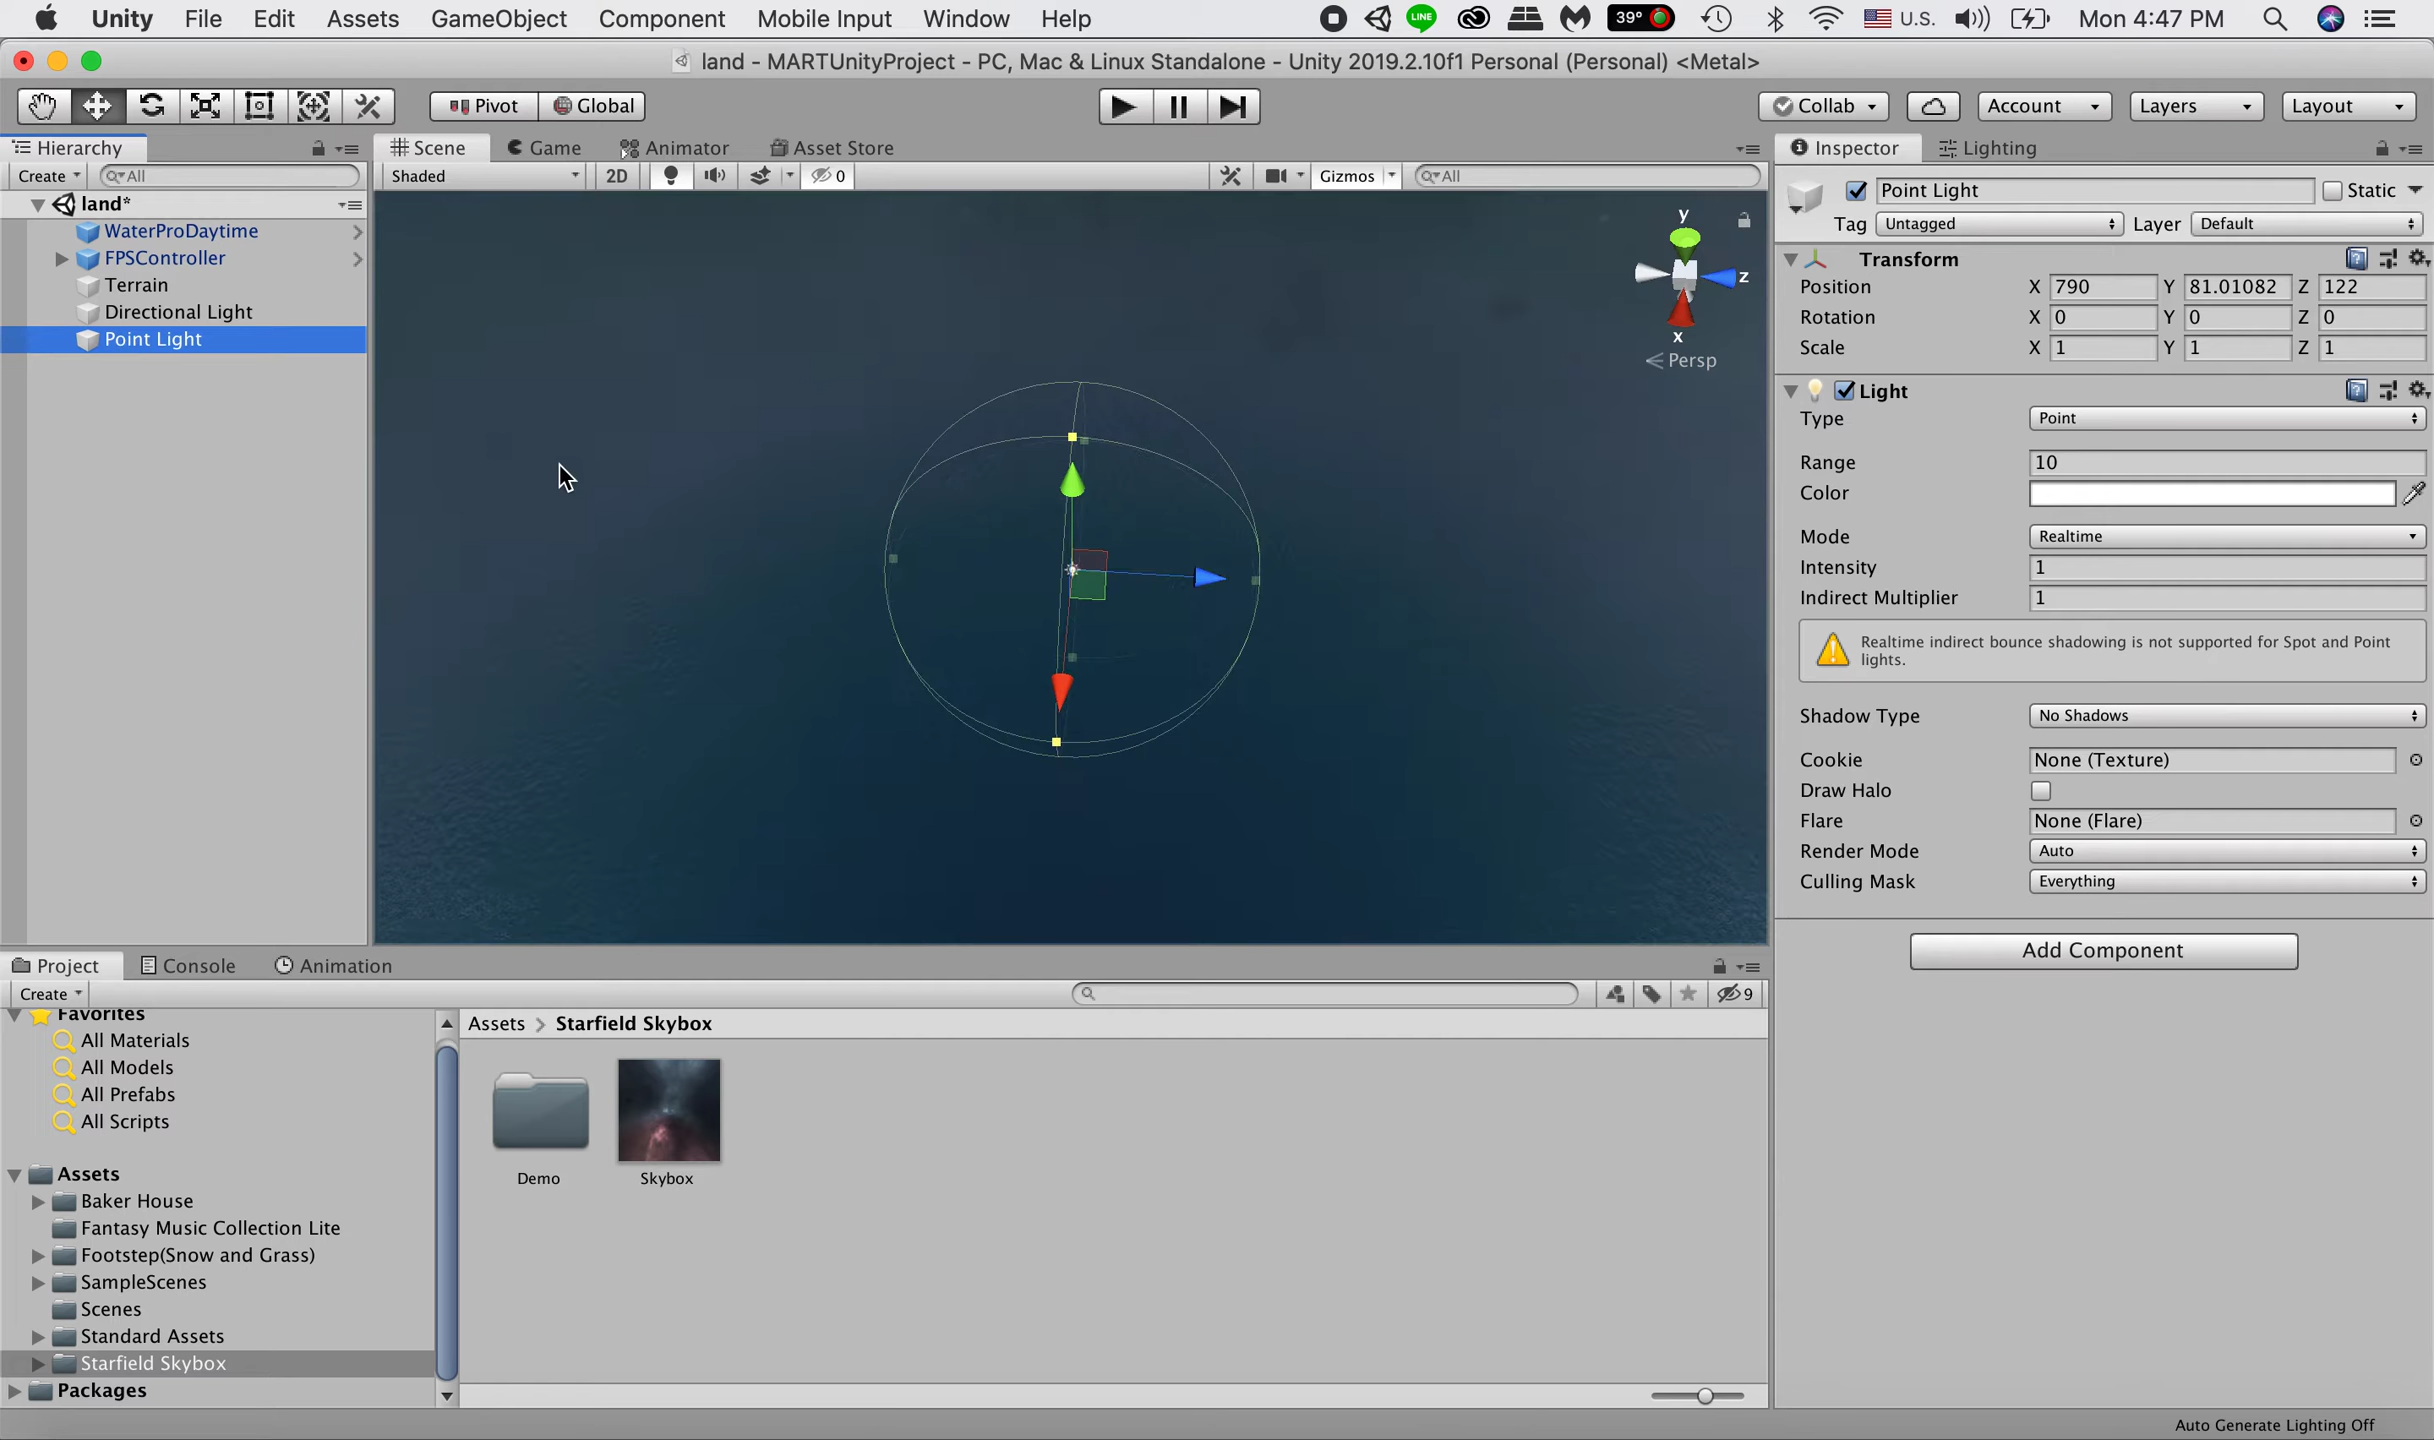 Unity File Edit Assets GameObject Component Mobile Input Window Help LINE 39° U.S. Mon 4:47 PM
land - MARTUnityProject - PC, Mac & Linux Standalone - Unity 2019.2.10f1 Personal (Personal) <Metal>
Pivot Global Collab Account Layers Layout
Hierarchy
Create All
land*
WaterProDaytime
FPSController
Terrain
Directional Light
Point Light
Scene Game Animator Asset Store
Shaded 2D 0 Gizmos All
y
z
x
Persp
Inspector Lighting
Point Light Static
Tag Untagged Layer Default
Transform
Position X 790 Y 81.01082 Z 122
Rotation X 0 Y 0 Z 0
Scale X 1 Y 1 Z 1
Light
Type Point
Range 10
Color
Mode Realtime
Intensity 1
Indirect Multiplier 1
Realtime indirect bounce shadowing is not supported for Spot and Point
lights.
Shadow Type No Shadows
Cookie None (Texture)
Draw Halo
Flare None (Flare)
Render Mode Auto
Culling Mask Everything
Add Component
Project Console Animation
Create 9
Favorites
All Materials
All Models
All Prefabs
All Scripts
Assets
Baker House
Fantasy Music Collection Lite
Footstep(Snow and Grass)
SampleScenes
Scenes
Standard Assets
Starfield Skybox
Packages
Assets > Starfield Skybox
Demo Skybox
Auto Generate Lighting Off